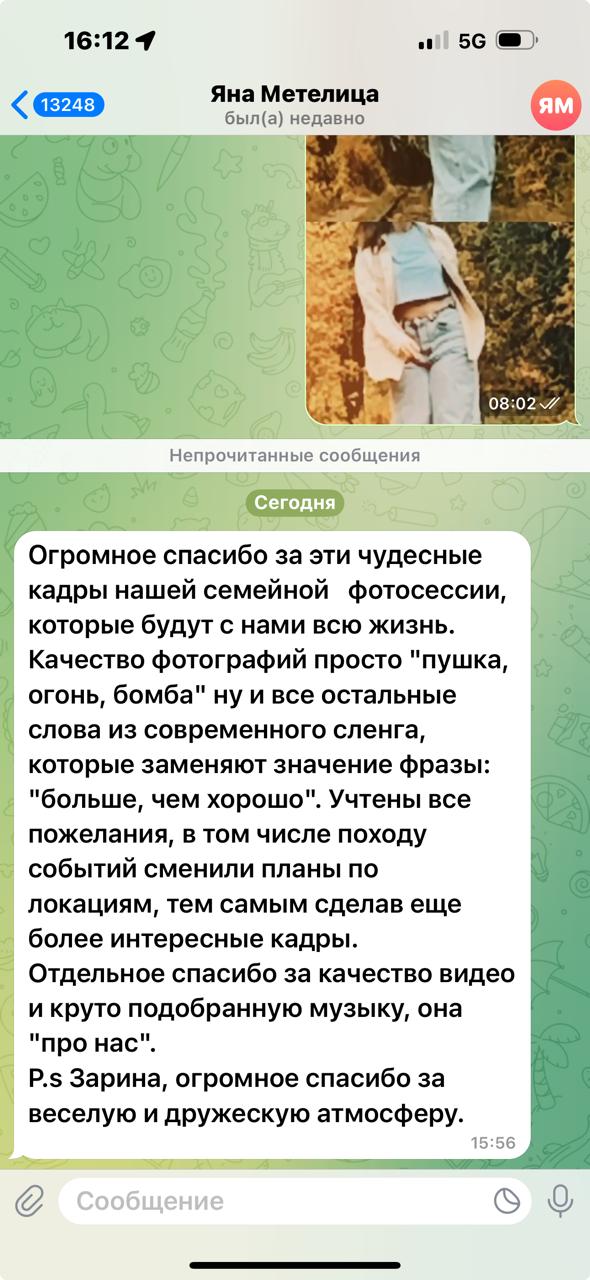 16:12
5G
13248
Яна Метелица
был(а) недавно
ЯМ
08:02
Непрочитанные сообщения
Сегодня
Огромное спасибо за эти чудесные
кадры нашей семейной   фотосессии,
которые будут с нами всю жизнь.
Качество фотографий просто "пушка,
огонь, бомба" ну и все остальные
слова из современного сленга,
которые заменяют значение фразы:
"больше, чем хорошо". Учтены все
пожелания, в том числе походу
событий сменили планы по
локациям, тем самым сделав еще
более интересные кадры.
Отдельное спасибо за качество видео
и круто подобранную музыку, она
"про нас".
P.s Зарина, огромное спасибо за
веселую и дружескую атмосферу.
15:56
Сообщение